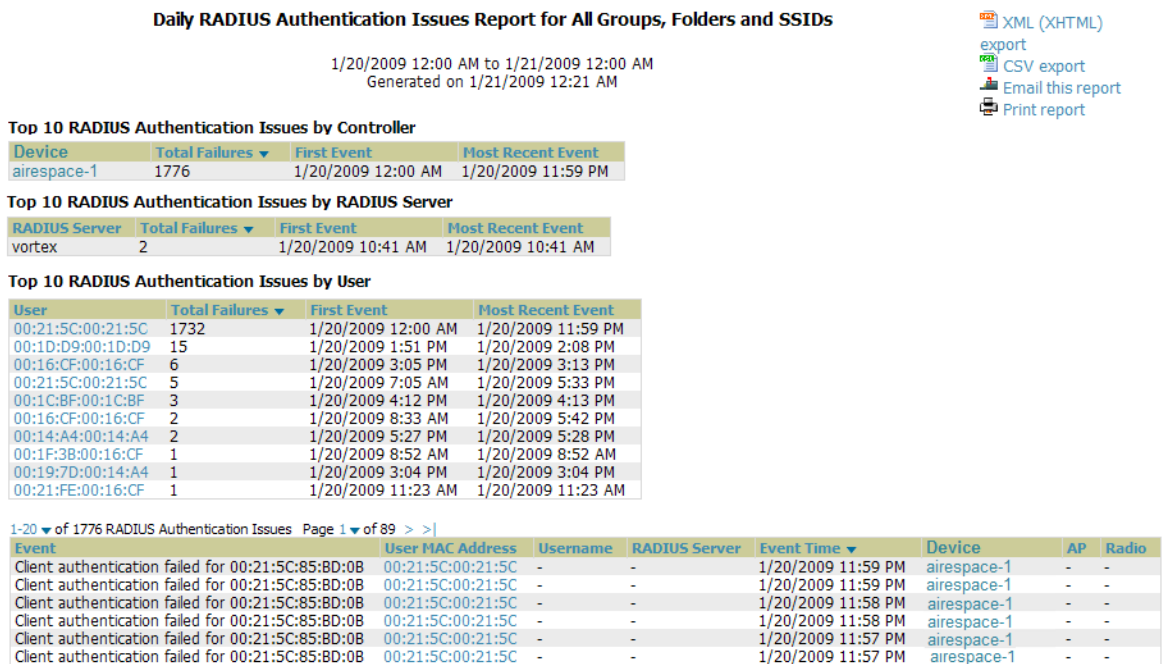 Daily RADIUS Authentication Issues Report for All Groups, Folders and SSIDs
1/20/2009 12:00 AM to 1/21/2009 12:00 AM
Generated on 1/21/2009 12:21 AM
XML (XHTML)
export
CSV export
Email this report
Print report
Top 10 RADIUS Authentication Issues by Controller
Device Total Failures First Event Most Recent Event
airespace-1 1776 1/20/2009 12:00 AM 1/20/2009 11:59 PM
Top 10 RADIUS Authentication Issues by RADIUS Server
RADIUS Server Total Failures First Event Most Recent Event
vortex 2 1/20/2009 10:41 AM 1/20/2009 10:41 AM
Top 10 RADIUS Authentication Issues by User
User Total Failures First Event Most Recent Event
00:21:5C:00:21:5C 1732 1/20/2009 12:00 AM 1/20/2009 11:59 PM
00:1D:D9:00:1D:D9 15 1/20/2009 1:51 PM 1/20/2009 2:08 PM
00:16:CF:00:16:CF 6 1/20/2009 3:05 PM 1/20/2009 3:13 PM
00:21:5C:00:21:5C 5 1/20/2009 7:05 AM 1/20/2009 5:33 PM
00:1C:BF:00:1C:BF 3 1/20/2009 4:12 PM 1/20/2009 4:13 PM
00:16:CF:00:16:CF 2 1/20/2009 8:33 AM 1/20/2009 5:42 PM
00:14:A4:00:14:A4 2 1/20/2009 5:27 PM 1/20/2009 5:28 PM
00:1F:3B:00:16:CF 1 1/20/2009 8:52 AM 1/20/2009 8:52 AM
00:19:7D:00:14:A4 1 1/20/2009 3:04 PM 1/20/2009 3:04 PM
00:21:FE:00:16:CF 1 1/20/2009 11:23 AM 1/20/2009 11:23 AM
1-20 of 1776 RADIUS Authentication Issues Page 1 of 89 > >|
Event User MAC Address Username RADIUS Server Event Time Device AP Radio
Client authentication failed for 00:21:5C:85:BD:0B 00:21:5C:00:21:5C - - 1/20/2009 11:59 PM airespace-1 - -
Client authentication failed for 00:21:5C:85:BD:0B 00:21:5C:00:21:5C - - 1/20/2009 11:59 PM airespace-1 - -
Client authentication failed for 00:21:5C:85:BD:0B 00:21:5C:00:21:5C - - 1/20/2009 11:58 PM airespace-1 - -
Client authentication failed for 00:21:5C:85:BD:0B 00:21:5C:00:21:5C - - 1/20/2009 11:58 PM airespace-1 - -
Client authentication failed for 00:21:5C:85:BD:0B 00:21:5C:00:21:5C - - 1/20/2009 11:57 PM airespace-1 - -
Client authentication failed for 00:21:5C:85:BD:0B 00:21:5C:00:21:5C - - 1/20/2009 11:57 PM airespace-1 - -